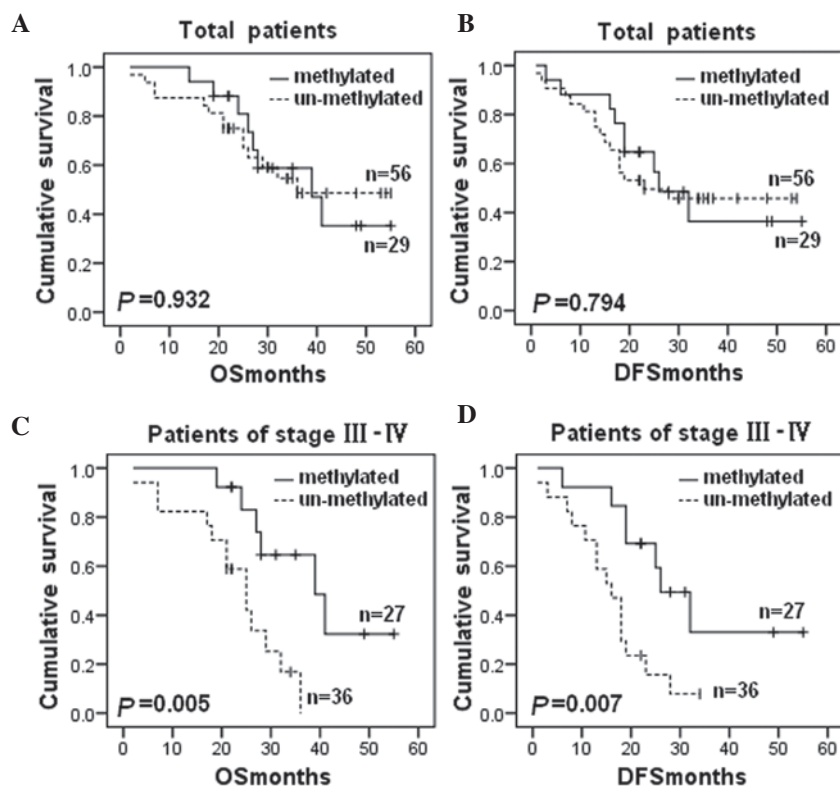 A
Total patients
Cumulative survival
1.0
0.8
0.6
0.4
0.2
0.0
methylated
un-methylated
n=56
n=29
P=0.932
0 10 20 30 40 50 60
OSmonths
B
Total patients
Cumulative survival
1.0
0.8
0.6
0.4
0.2
0.0
methylated
un-methylated
n=56
n=29
P=0.794
0 10 20 30 40 50 60
DFSmonths
C
Patients of stage III-IV
Cumulative survival
1.0
0.8
0.6
0.4
0.2
0.0
methylated
un-methylated
n=27
n=36
P=0.005
0 10 20 30 40 50 60
OSmonths
D
Patients of stage III-IV
Cumulative survival
1.0
0.8
0.6
0.4
0.2
0.0
methylated
un-methylated
n=27
n=36
P=0.007
0 10 20 30 40 50 60
DFSmonths